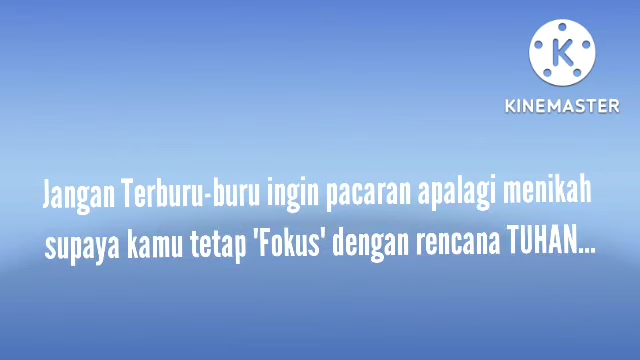 K
KINEMASTER
Jangan Terburu-buru ingin pacaran apalagi menikah
supaya kamu tetap 'Fokus' dengan rencana TUHAN...